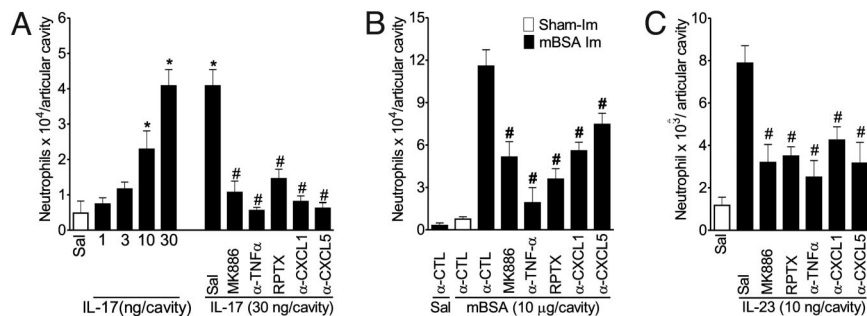 A
Neutrophils x 10⁴/articular cavity
6
5
4
3
2
1
0
*
*
*
#
#
#
#
#
Sal
1
3
10
30
Sal
MK886
α-TNFα
RPTX
α-CXCL1
α-CXCL5
IL-17(ng/cavity)
IL-17 (30 ng/cavity)
B
Neutrophils x 10⁴/articular cavity
15
12
9
6
3
0
Sham-Im
mBSA Im
#
#
#
#
#
α-CTL
α-CTL
α-CTL
MK886
α-TNF-α
RPTX
α-CXCL1
α-CXCL5
Sal
mBSA (10 μg/cavity)
C
Neutrophil x 10³/ articular cavity
10
8
6
4
2
0
#
#
#
#
#
Sal
Sal
MK886
RPTX
α-TNFα
α-CXCL1
α-CXCL5
IL-23 (10 ng/cavity)